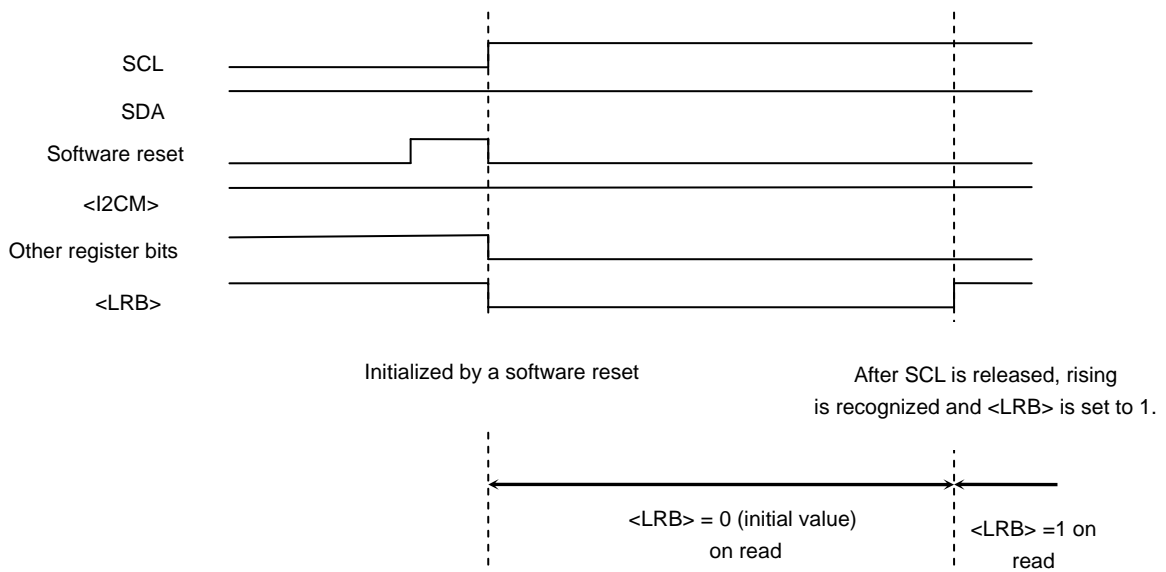 SCL
SDA
Software reset
<I2CM>
Other register bits
<LRB>
Initialized by a software reset
After SCL is released, rising
is recognized and <LRB> is set to 1.
<LRB> = 0 (initial value)
on read
<LRB> =1 on
read